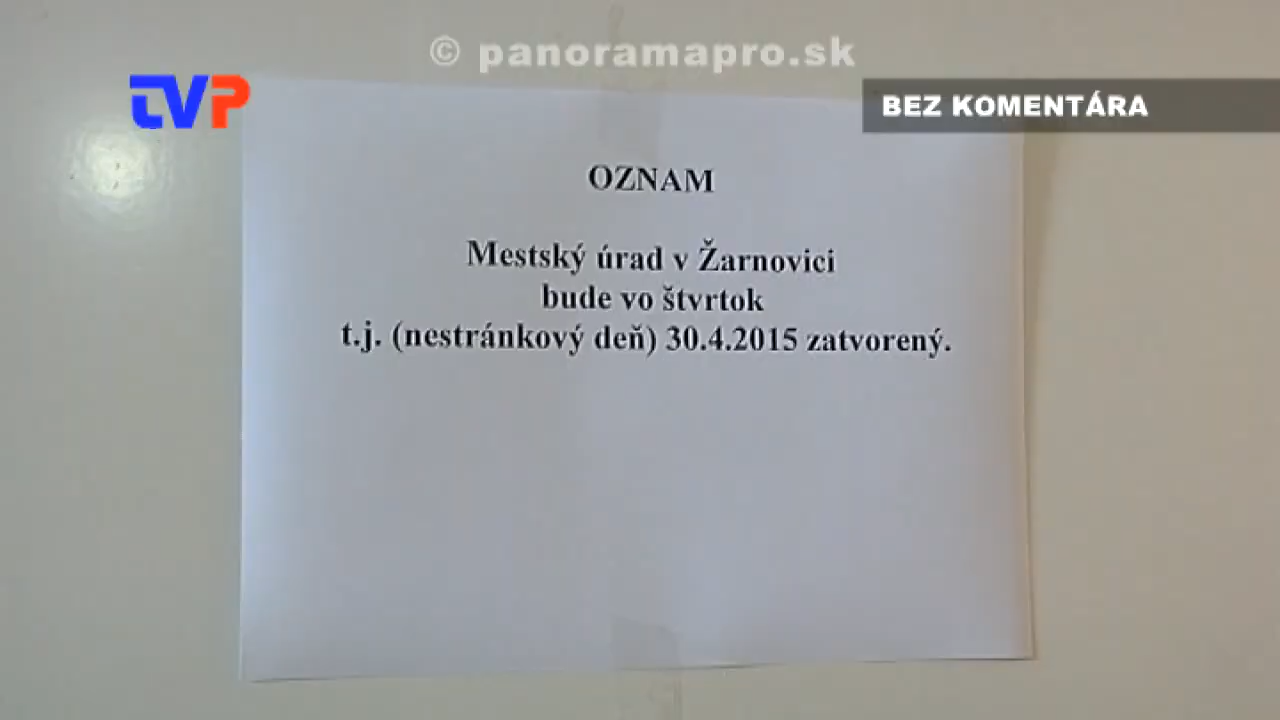 © panoramapro.sk
TVP
BEZ KOMENTÁRA
OZNAM
Mestský úrad v Žarnovici
bude vo štvrtok
t.j. (nestránkový deň) 30.4.2015 zatvorený.